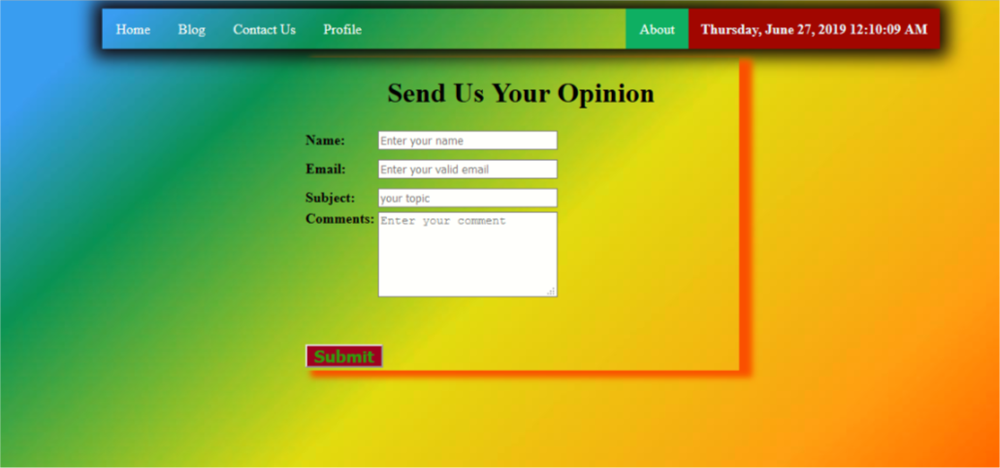 Home Blog Contact Us Profile About Thursday, June 27, 2019 12:10:09 AM
Send Us Your Opinion
Name: Enter your name
Email: Enter your valid email
Subject: your topic
Comments: Enter your comment
Submit